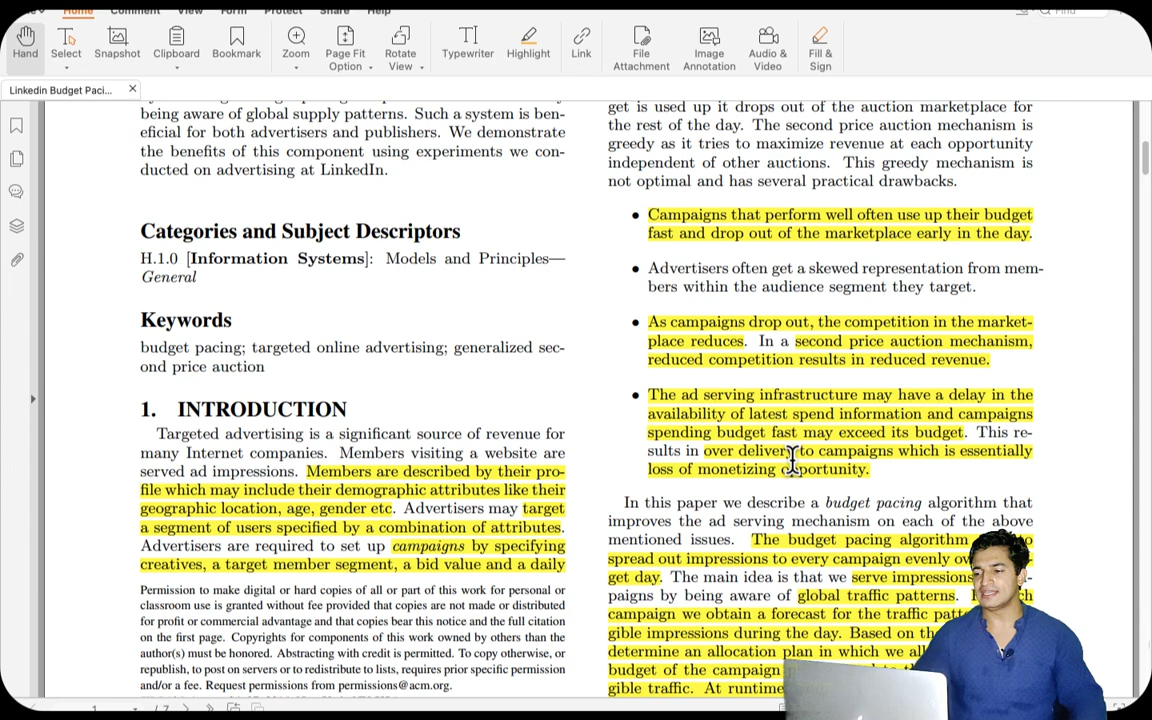 Home Comment View Form Protect Share Help Find
Hand Select Snapshot Clipboard Bookmark Zoom Page Fit Option Rotate View Typewriter Highlight Link File Attachment Image Annotation Audio & Video Fill & Sign
Linkedin Budget Paci...
being aware of global supply patterns. Such a system is ben-
eficial for both advertisers and publishers. We demonstrate
the benefits of this component using experiments we con-
ducted on advertising at LinkedIn.
Categories and Subject Descriptors
H.1.0 [Information Systems]: Models and Principles—
General
Keywords
budget pacing; targeted online advertising; generalized sec-
ond price auction
1. INTRODUCTION
Targeted advertising is a significant source of revenue for
many Internet companies. Members visiting a website are
served ad impressions. Members are described by their pro-
file which may include their demographic attributes like their
geographic location, age, gender etc. Advertisers may target
a segment of users specified by a combination of attributes.
Advertisers are required to set up campaigns by specifying
creatives, a target member segment, a bid value and a daily
Permission to make digital or hard copies of all or part of this work for personal or
classroom use is granted without fee provided that copies are not made or distributed
for profit or commercial advantage and that copies bear this notice and the full citation
on the first page. Copyrights for components of this work owned by others than the
author(s) must be honored. Abstracting with credit is permitted. To copy otherwise, or
republish, to post on servers or to redistribute to lists, requires prior specific permission
and/or a fee. Request permissions from permissions@acm.org.
get is used up it drops out of the auction marketplace for
the rest of the day. The second price auction mechanism is
greedy as it tries to maximize revenue at each opportunity
independent of other auctions. This greedy mechanism is
not optimal and has several practical drawbacks.
• Campaigns that perform well often use up their budget
fast and drop out of the marketplace early in the day.
• Advertisers often get a skewed representation from mem-
bers within the audience segment they target.
• As campaigns drop out, the competition in the market-
place reduces. In a second price auction mechanism,
reduced competition results in reduced revenue.
• The ad serving infrastructure may have a delay in the
availability of latest spend information and campaigns
spending budget fast may exceed its budget. This re-
sults in over delivery to campaigns which is essentially
loss of monetizing opportunity.
In this paper we describe a budget pacing algorithm that
improves the ad serving mechanism on each of the above
mentioned issues. The budget pacing algorithm
spread out impressions to every campaign evenly
get day. The main idea is that we serve impressions
paigns by being aware of global traffic patterns.
campaign we obtain a forecast for the traffic
gible impressions during the day. Based on
determine an allocation plan in which we
budget of the campaign
gible traffic. At runtime